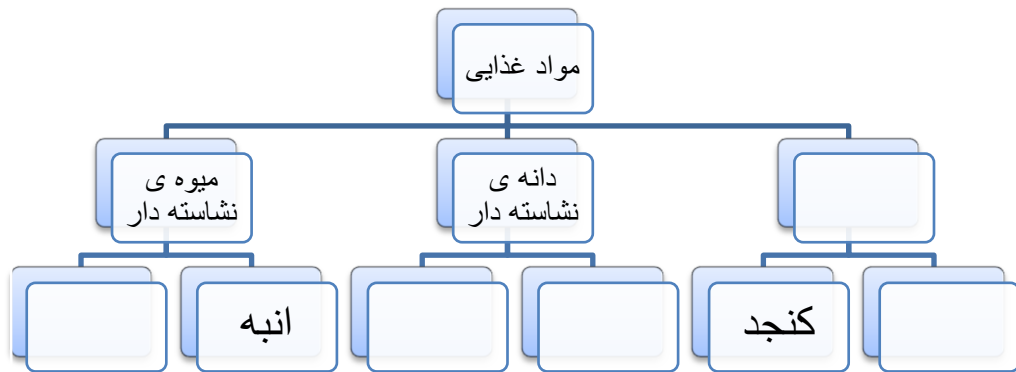 مواد غذایی
دانه ی
نشاسته دار
میوه ی
نشاسته دار
کنجد
انبه